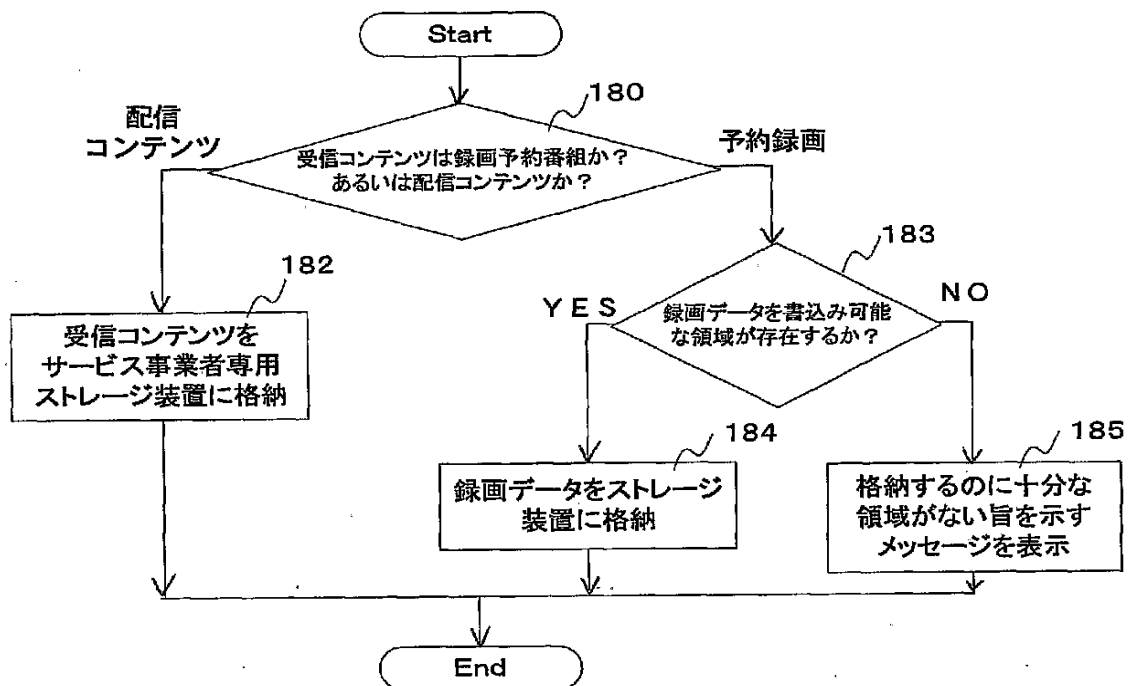 Start
180
配信
コンテンツ
受信コンテンツは録画予約番組か？
あるいは配信コンテンツか？
予約録画
183
182
受信コンテンツを
サービス事業者専用
ストレージ装置に格納
YES
録画データを書込み可能
な領域が存在するか？
NO
184
録画データをストレージ
装置に格納
185
格納するのに十分な
領域がない旨を示す
メッセージを表示
End